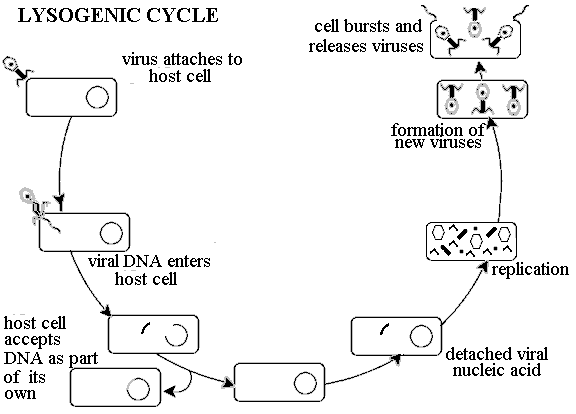 LYSOGENIC CYCLE
virus attaches to
host cell
viral DNA enters
host cell
host cell
accepts
DNA as part
of its
own
detached viral
nucleic acid
replication
formation of
new viruses
cell bursts and
releases viruses